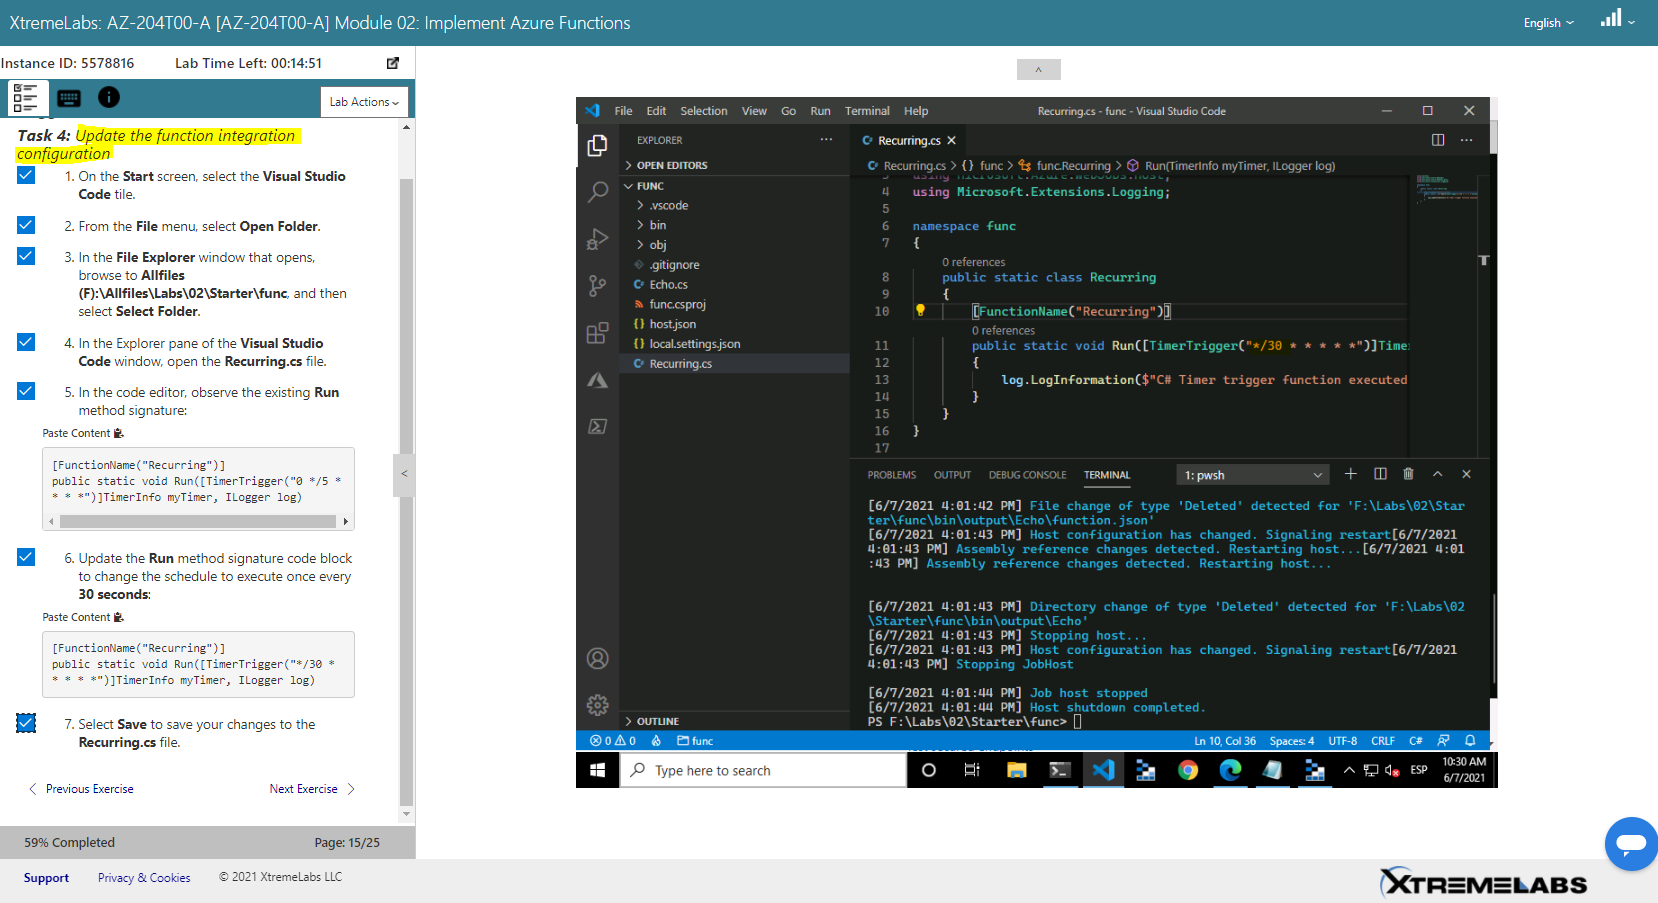 XtremeLabs: AZ-204T00-A [AZ-204T00-A] Module 02: Implement Azure Functions
English
Instance ID: 5578816 Lab Time Left: 00:14:51
Lab Actions
Task 4: Update the function integration
configuration
1. On the Start screen, select the Visual Studio
Code tile.
2. From the File menu, select Open Folder.
3. In the File Explorer window that opens,
browse to Allfiles
(F):\Allfiles\Labs\02\Starter\func, and then
select Select Folder.
4. In the Explorer pane of the Visual Studio
Code window, open the Recurring.cs file.
5. In the code editor, observe the existing Run
method signature:
Paste Content
[FunctionName("Recurring")]
public static void Run([TimerTrigger("0 */5 *
* * *")]TimerInfo myTimer, ILogger log)
6. Update the Run method signature code block
to change the schedule to execute once every
30 seconds:
Paste Content
[FunctionName("Recurring")]
public static void Run([TimerTrigger("*/30 *
* * * *")]TimerInfo myTimer, ILogger log)
7. Select Save to save your changes to the
Recurring.cs file.
< Previous Exercise Next Exercise >
59% Completed Page: 15/25
Support Privacy & Cookies © 2021 XtremeLabs LLC
XTREMELABS
File Edit Selection View Go Run Terminal Help Recurring.cs - func - Visual Studio Code
EXPLORER
OPEN EDITORS
FUNC
.vscode
bin
obj
.gitignore
Echo.cs
func.csproj
host.json
local.settings.json
Recurring.cs
OUTLINE
Recurring.cs
Recurring.cs > {} func > func.Recurring > Run(TimerInfo myTimer, ILogger log)
3 using Microsoft.Azure.WebJobs.Host;
4 using Microsoft.Extensions.Logging;
5
6 namespace func
7 {
0 references
8 public static class Recurring
9 {
10 [FunctionName("Recurring")]
0 references
11 public static void Run([TimerTrigger("*/30 * * * * *")]Time
12 {
13 log.LogInformation($"C# Timer trigger function executed
14 }
15 }
16 }
17
PROBLEMS OUTPUT DEBUG CONSOLE TERMINAL 1: pwsh
[6/7/2021 4:01:42 PM] File change of type 'Deleted' detected for 'F:\Labs\02\Star
ter\func\bin\output\Echo\function.json'
[6/7/2021 4:01:43 PM] Host configuration has changed. Signaling restart[6/7/2021
4:01:43 PM] Assembly reference changes detected. Restarting host...[6/7/2021 4:01
:43 PM] Assembly reference changes detected. Restarting host...
[6/7/2021 4:01:43 PM] Directory change of type 'Deleted' detected for 'F:\Labs\02
\Starter\func\bin\output\Echo'
[6/7/2021 4:01:43 PM] Stopping host...
[6/7/2021 4:01:43 PM] Host configuration has changed. Signaling restart[6/7/2021
4:01:43 PM] Stopping JobHost
[6/7/2021 4:01:44 PM] Job host stopped
[6/7/2021 4:01:44 PM] Host shutdown completed.
PS F:\Labs\02\Starter\func>
0 0 func Ln 10, Col 36 Spaces: 4 UTF-8 CRLF C#
Type here to search ESP 10:30 AM
6/7/2021